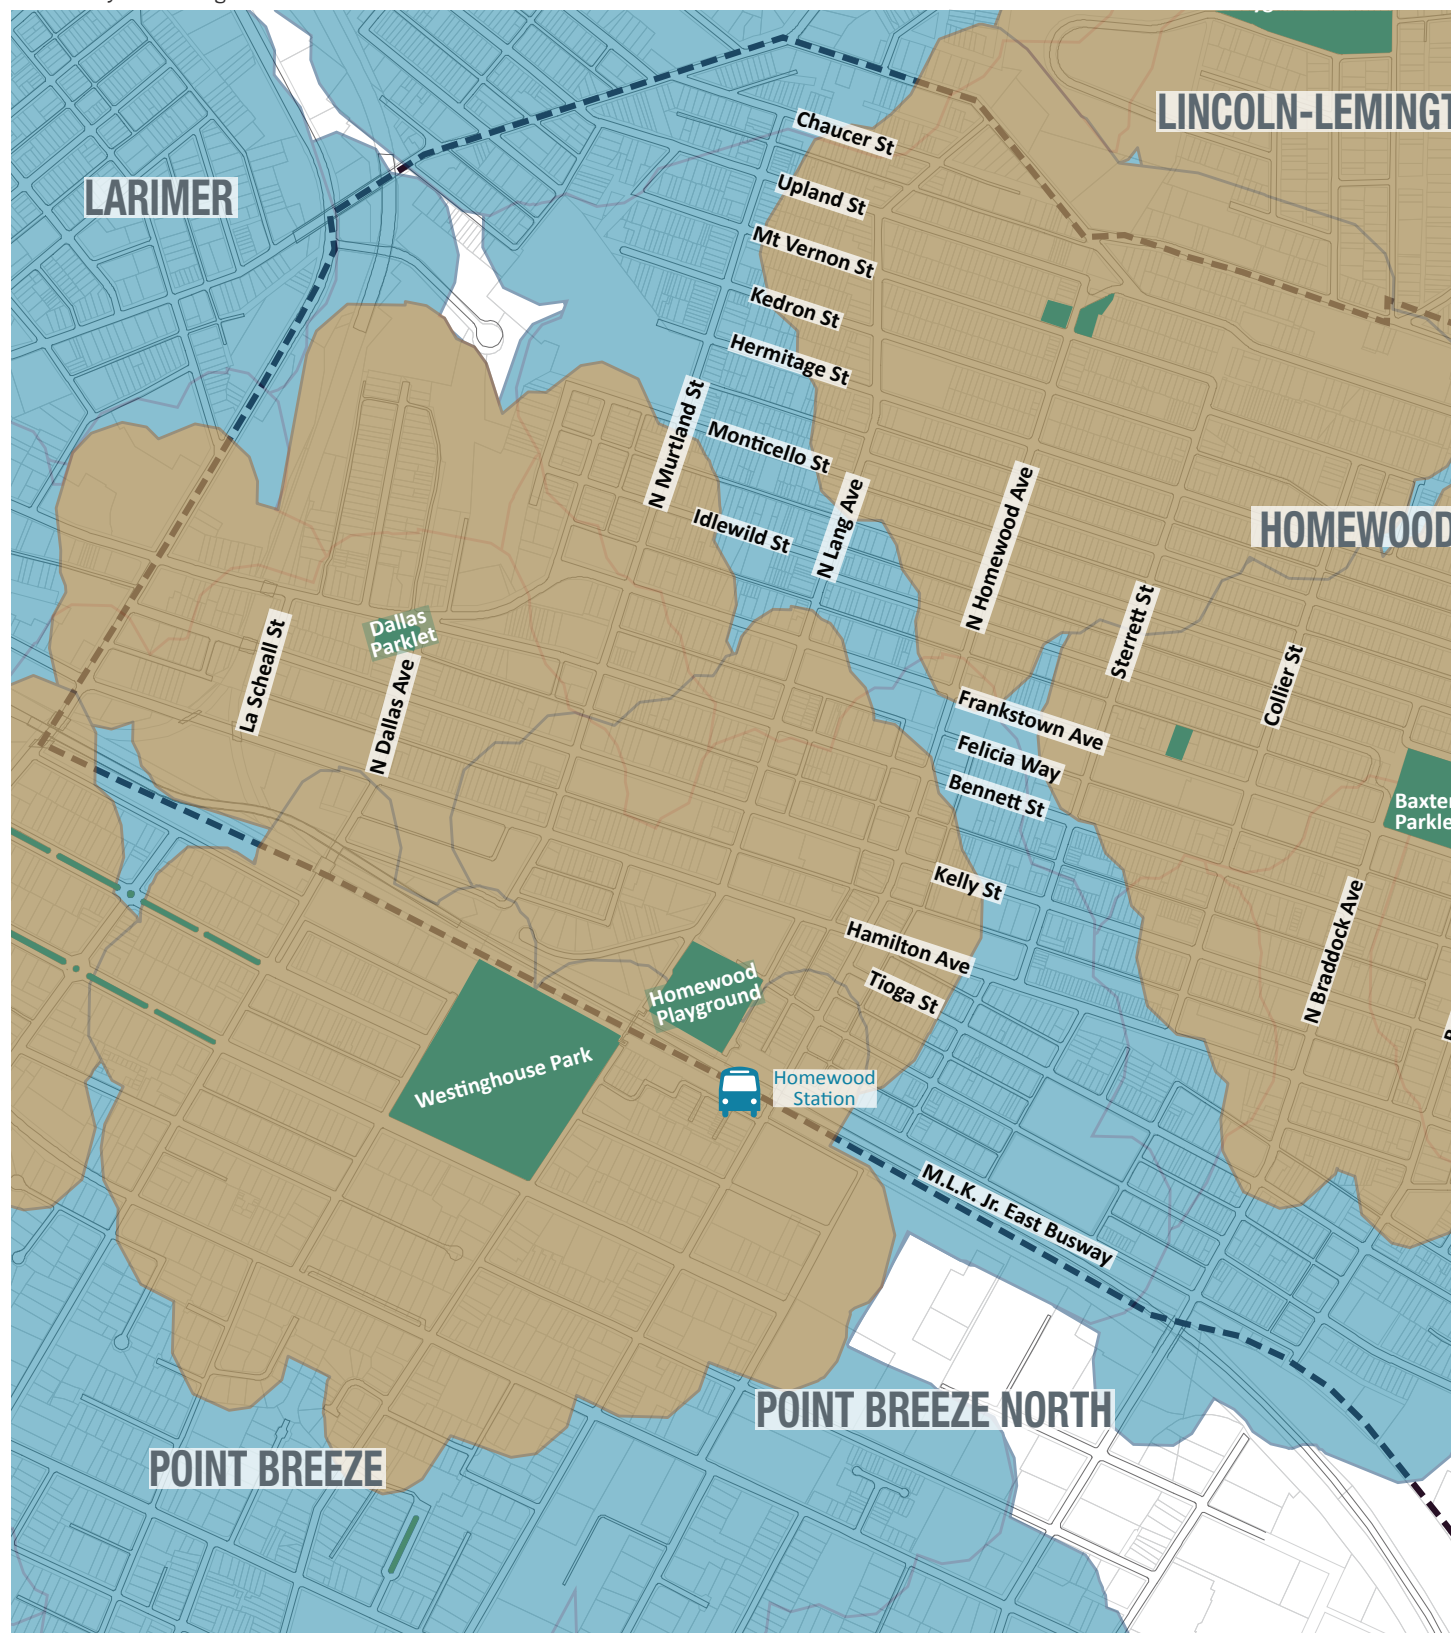 Chaucer St
LINCOLN-LEMINGT
LARIMER
Upland St
Mt Vernon St
Kedron St
Hermitage St
N Murtland St
Monticello St
N Lang Ave
N Homewood Ave
HOMEWOOD
Idlewild St
Dallas
Parklet
La Scheall St
N Dallas Ave
Sterrett St
Collier St
Frankstown Ave
Felicia Way
Bennett St
Baxter
Parkle
Kelly St
Hamilton Ave
Tioga St
N Braddock Ave
Homewood
Playground
Westinghouse Park
Homewood
Station
M.L.K. Jr. East Busway
POINT BREEZE NORTH
POINT BREEZE